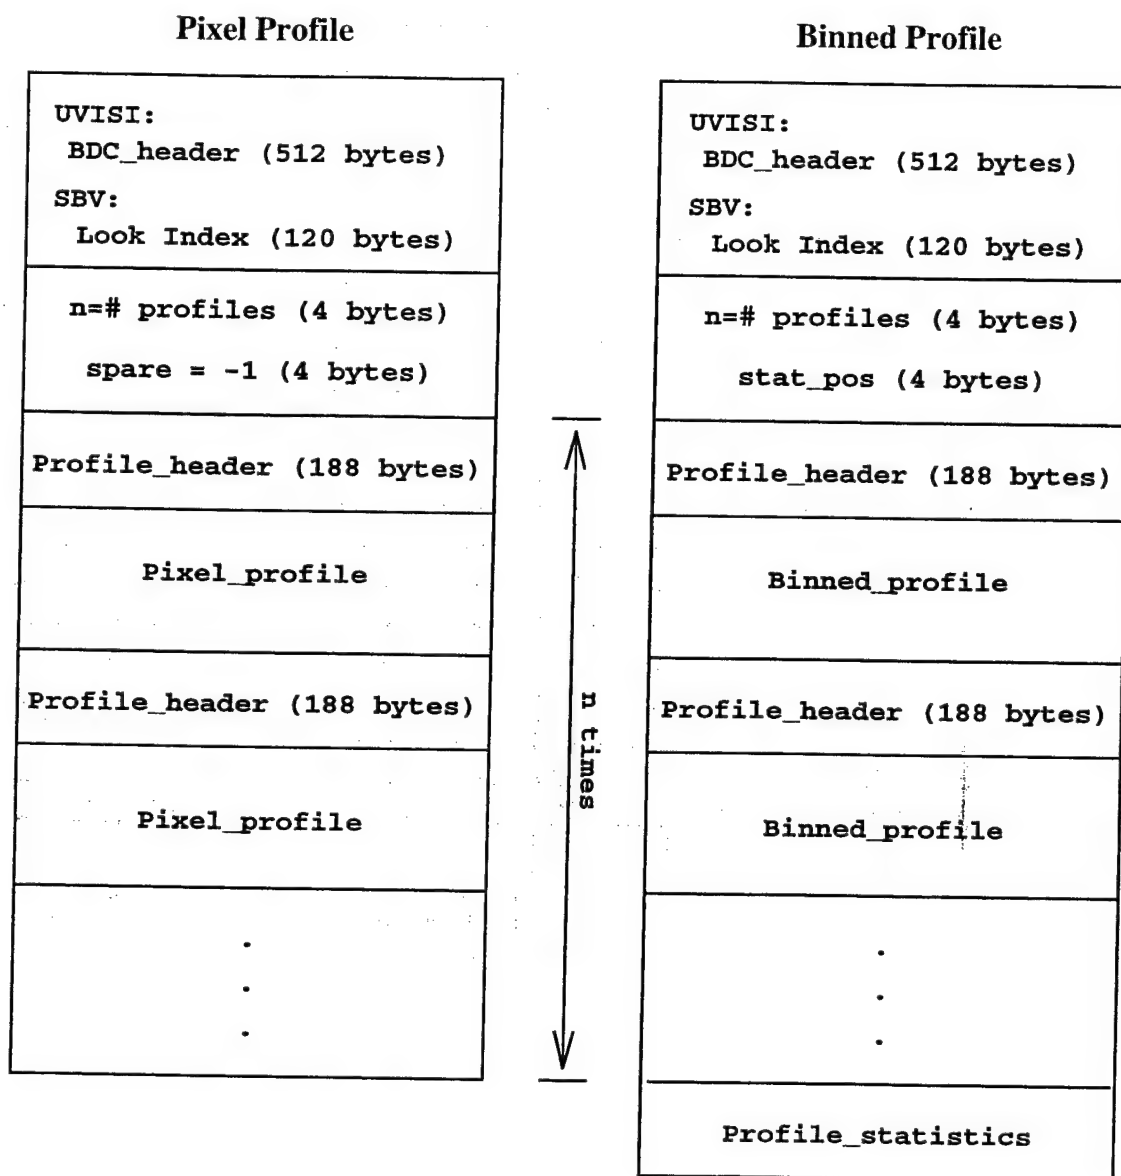 Pixel Profile
UVISI:
BDC_header (512 bytes)
SBV:
Look Index (120 bytes)
n=# profiles (4 bytes)
spare = -1 (4 bytes)
Profile_header (188 bytes)
Pixel_profile
Profile_header (188 bytes)
Pixel_profile
.
.
.
n times
Binned Profile
UVISI:
BDC_header (512 bytes)
SBV:
Look Index (120 bytes)
n=# profiles (4 bytes)
stat_pos (4 bytes)
Profile_header (188 bytes)
Binned_profile
Profile_header (188 bytes)
Binned_profile
.
.
.
Profile_statistics